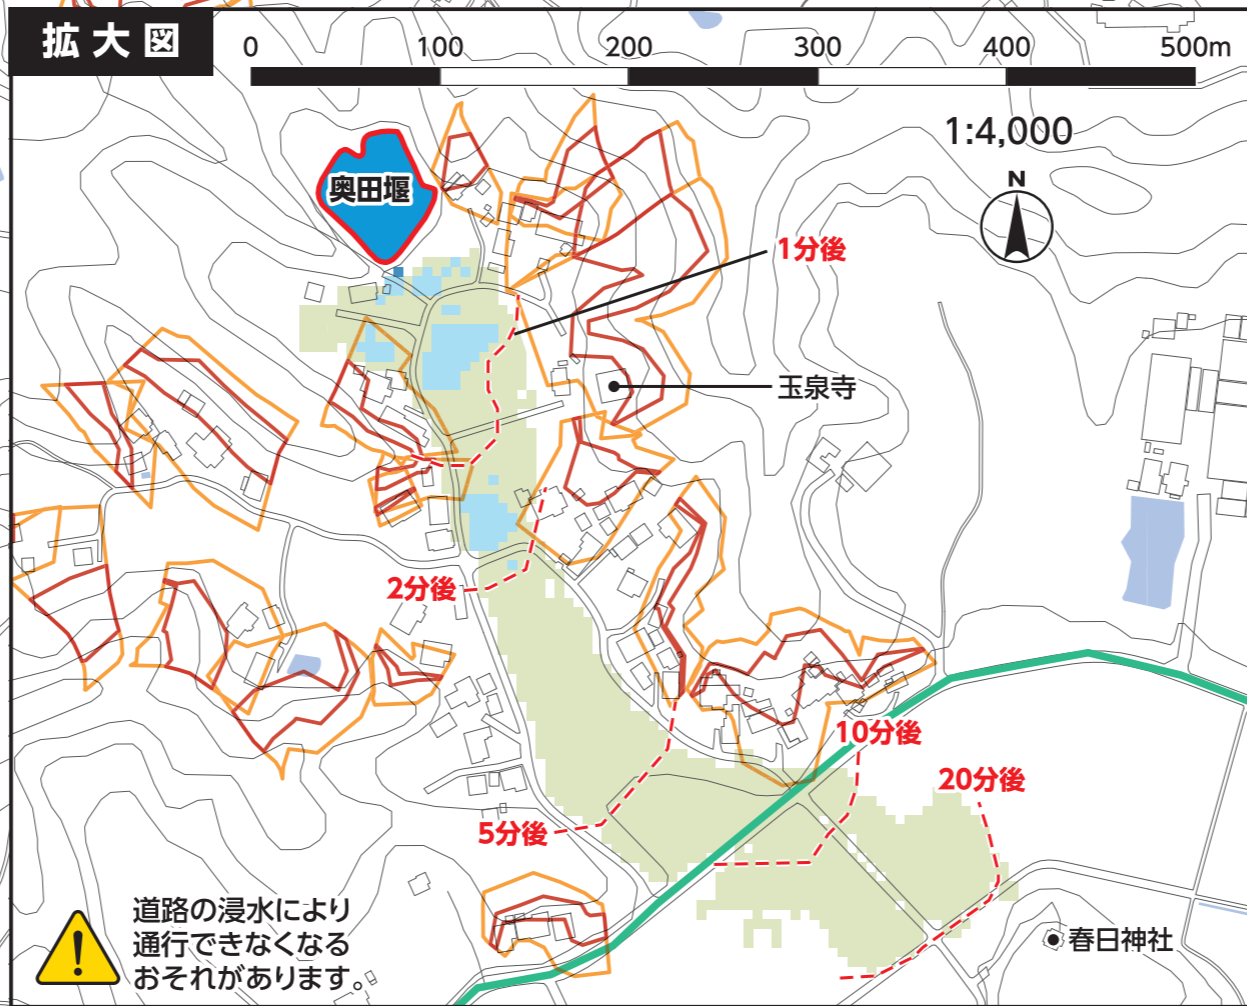 拡大図
0 100 200 300 400 500m
1:4,000
N
奥田堰
1分後
玉泉寺
2分後
10分後
20分後
5分後
道路の浸水により
通行できなくなる
おそれがあります。
春日神社